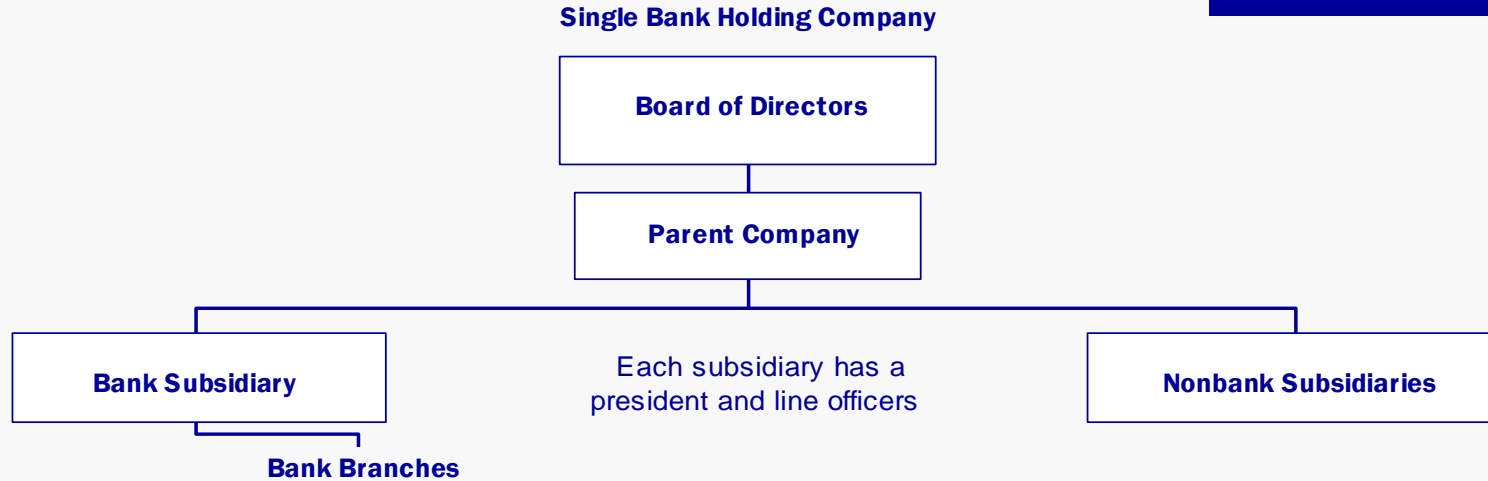 Single Bank Holding Company
Board of Directors
Parent Company
Bank Subsidiary
Each subsidiary has a
president and line officers
Nonbank Subsidiaries
Bank Branches